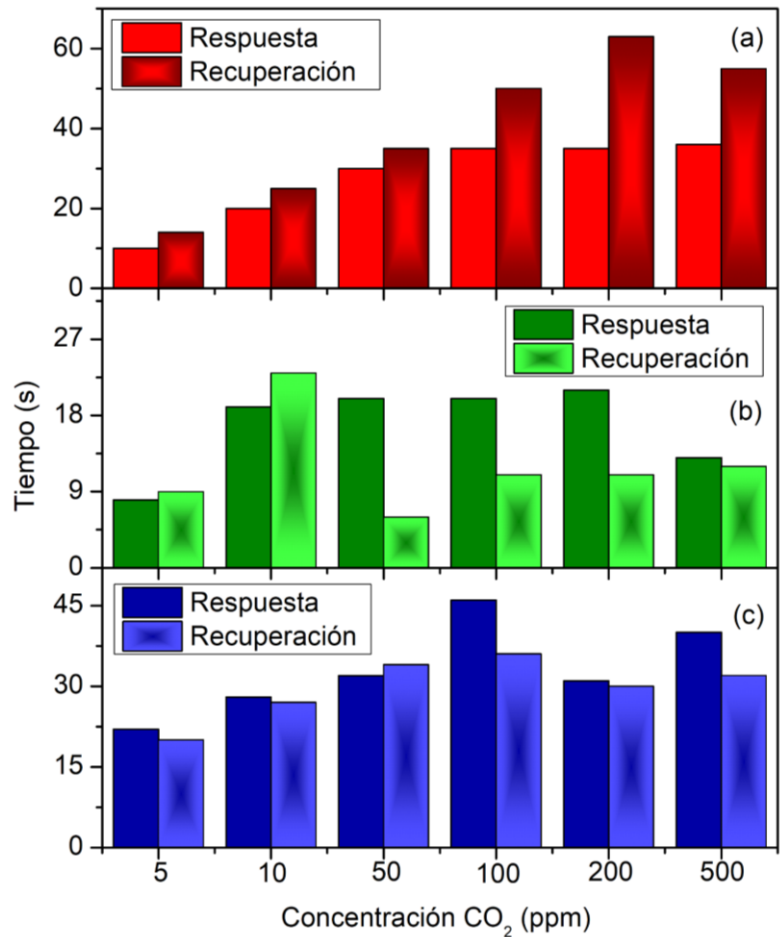 Respuesta
Recuperación
(a)
60
40
20
0
Respuesta
Recuperación
(b)
27
18
9
0
Tiempo (s)
Respuesta
Recuperación
(c)
45
30
15
0
5 10 50 100 200 500
Concentración CO₂ (ppm)